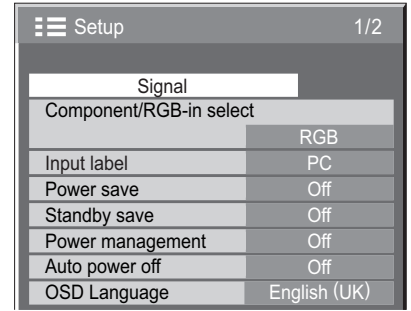 Setup 1/2
Signal
Component/RGB-in select
RGB
Input label PC
Power save Off
Standby save Off
Power management Off
Auto power off Off
OSD Language English (UK)